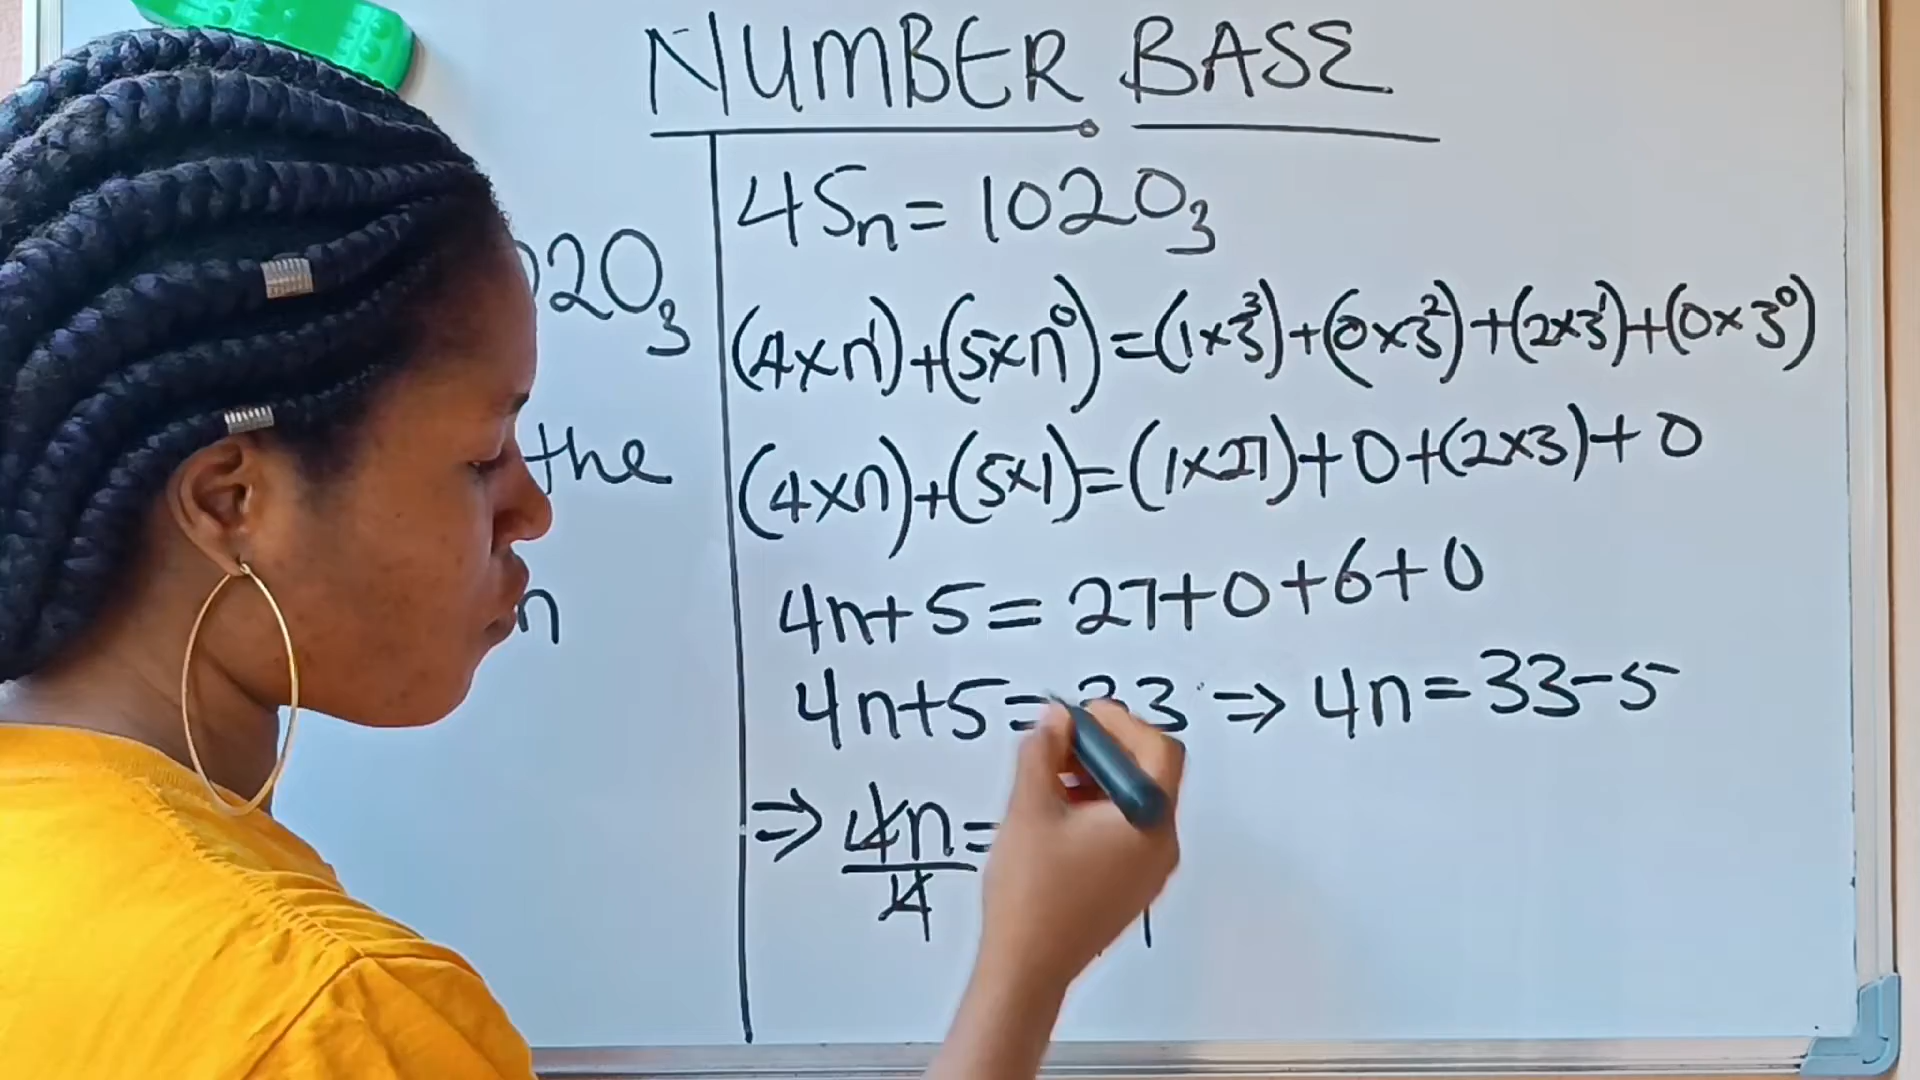 NUMBER BASE
020₃
the
n
45ₙ = 1020₃
(4×n¹)+(5×n⁰)=(1×3³)+(0×3²)+(2×3¹)+(0×3⁰)
(4×n)+(5×1)=(1×27)+0+(2×3)+0
4n+5=27+0+6+0
4n+5=33 ⇒ 4n=33-5
⇒ 4n=
4